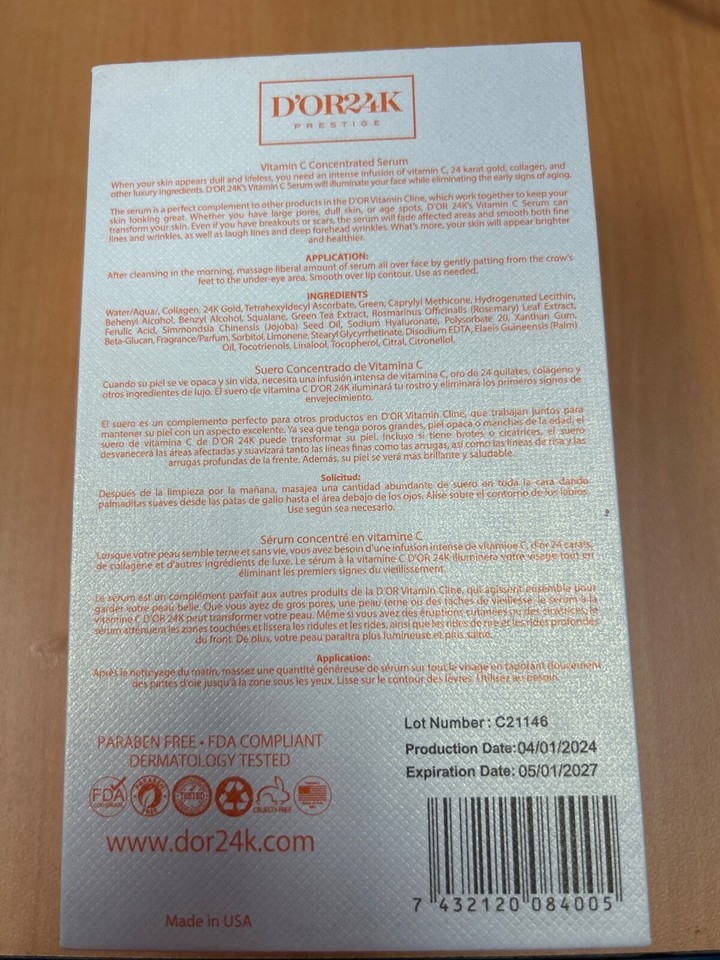 D'OR24K
PRESTIGE
Vitamin C Concentrated Serum
When your skin appears dull and lifeless, you need an intense infusion of vitamin C, 24 karat gold, collagen, and
other luxury ingredients. D'OR 24K's Vitamin C Serum will illuminate your face while eliminating the early signs of aging.
The serum is a perfect complement to other products in the D'OR Vitamin Cline, which work together to keep your
skin looking great. Whether you have large pores, dull skin, or age spots, D'OR 24K's Vitamin C Serum can
transform your skin. Even if you have breakouts or scars, the serum will fade affected areas and smooth both fine
lines and wrinkles, as well as laugh lines and deep forehead wrinkles. What's more, your skin will appear brighter
and healthier.
APPLICATION:
After cleansing in the morning, massage liberal amount of serum all over face by gently patting from the crow's
feet to the under-eye area. Smooth over lip contour. Use as needed.
INGREDIENTS
Water/Aqua/, Collagen, 24K Gold, Tetrahexyldecyl Ascorbate, Green, Caprylyl Methicone, Hydrogenated Lecithin,
Behenyl Alcohol, Benzyl Alcohol, Squalane, Green Tea Extract, Rosmarinus Officinalis (Rosemary) Leaf Extract,
Ferulic Acid, Simmondsia Chinensis (Jojoba) Seed Oil, Sodium Hyaluronate, Polysorbate 20, Xanthan Gum,
Beta-Glucan, Fragrance/Parfum, Sorbitol, Limonene, Stearyl Glycyrrhetinate, Disodium EDTA, Elaeis Guineensis (Palm)
Oil, Tocotrienols, Linalool, Tocopherol, Citral, Citronellol.
Suero Concentrado de Vitamina C
Cuando su piel se ve opaca y sin vida, necesita una infusión intensa de vitamina C, oro de 24 quilates, colágeno y
otros ingredientes de lujo. El suero de vitamina C D'OR 24K iluminará tu rostro y eliminará los primeros signos de
envejecimiento.
El suero es un complemento perfecto para otros productos en D'OR Vitamin Cline, que trabajan juntos para
mantener su piel con un aspecto excelente. Ya sea que tenga poros grandes, piel opaca o manchas de la edad, el
suero de vitamina C de D'OR 24K puede transformar su piel. Incluso si tiene brotes o cicatrices, el suero
desvanecerá las áreas afectadas y suavizará tanto las líneas finas como las arrugas, así como las líneas de risa y las
arrugas profundas de la frente. Además, su piel se verá más brillante y saludable.
Solicitud:
Después de la limpieza por la mañana, masajea una cantidad abundante de suero en toda la cara dando
palmaditas suaves desde las patas de gallo hasta el área debajo de los ojos. Alise sobre el contorno de los labios.
Use según sea necesario.
Sérum concentré en vitamine C
Lorsque votre peau semble terne et sans vie, vous avez besoin d'une infusion intense de vitamine C, d'or 24 carats,
de collagène et d'autres ingrédients de luxe. Le sérum à la vitamine C D'OR 24K illuminera votre visage tout en
éliminant les premiers signes du vieillissement.
Le sérum est un complément parfait aux autres produits de la D'OR Vitamin Cline, qui agissent ensemble pour
garder votre peau belle. Que vous ayez de gros pores, une peau terne ou des taches de vieillesse, le sérum à la
vitamine C D'OR 24K peut transformer votre peau. Même si vous avez des éruptions cutanées ou des cicatrices, le
sérum atténuera les zones touchées et lissera les ridules et les rides, ainsi que les rides de rire et les rides profondes
du front. De plus, votre peau paraîtra plus lumineuse et plus saine.
Application:
Après le nettoyage du matin, massez une quantité généreuse de sérum sur tout le visage en tapotant doucement
des pattes d'oie jusqu'à la zone sous les yeux. Lisse sur le contour des lèvres. Utilisez au besoin.
Lot Number: C21146
Production Date: 04/01/2024
Expiration Date: 05/01/2027
PARABEN FREE • FDA COMPLIANT
DERMATOLOGY TESTED
FDA
PARABEN
FREE
TESTED
CRUELTY-FREE
www.dor24k.com
7 432120 084005
Made in USA